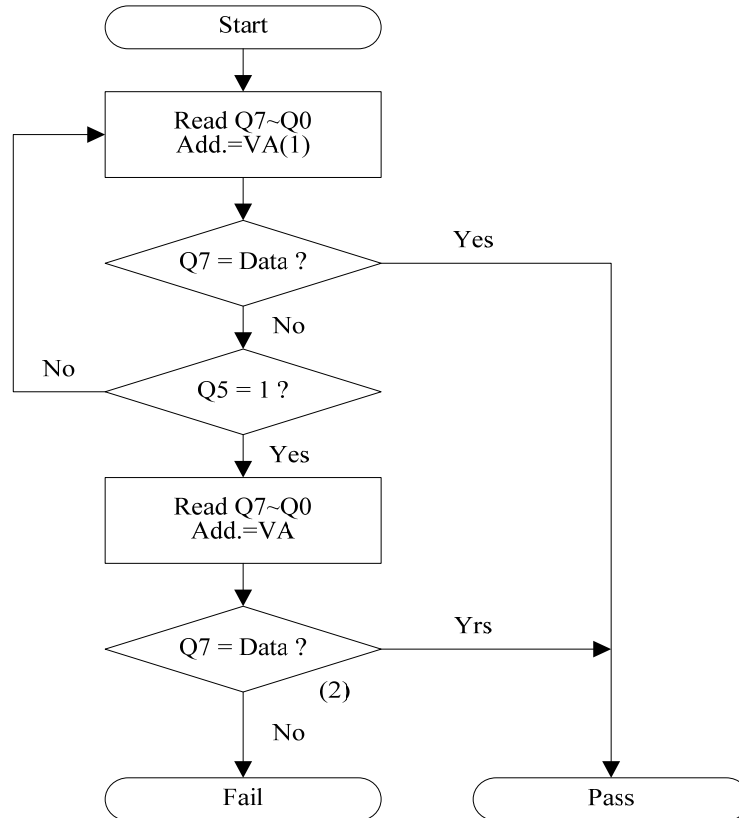 Start
Read Q7~Q0
Add.=VA(1)
Q7 = Data ?
Yes
No
Q5 = 1 ?
No
Yes
Read Q7~Q0
Add.=VA
Q7 = Data ?
Yrs
(2)
No
Fail
Pass